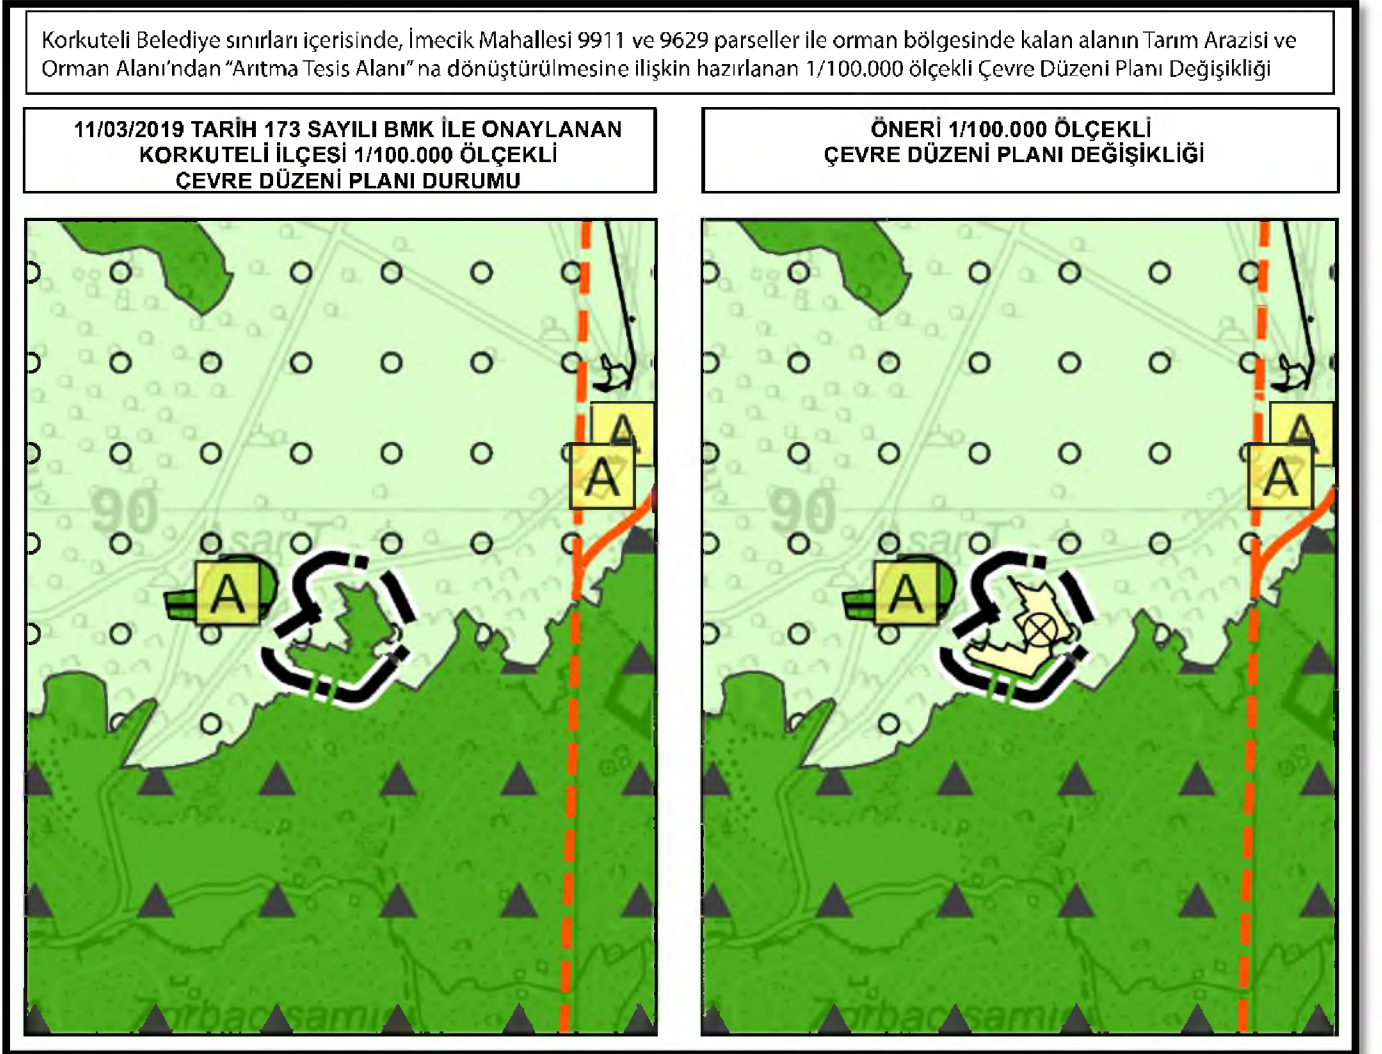 Korkuteli Belediye sınırları içerisinde, İmecik Mahallesi 9911 ve 9629 parseller ile orman bölgesinde kalan alanın Tarım Arazisi ve
Orman Alanı'ndan "Arıtma Tesis Alanı" na dönüştürülmesine ilişkin hazırlanan 1/100.000 ölçekli Çevre Düzeni Planı Değişikliği
11/03/2019 TARİH 173 SAYILI BMK İLE ONAYLANAN
KORKUTELİ İLÇESİ 1/100.000 ÖLÇEKLİ
ÇEVRE DÜZENİ PLANI DURUMU
ÖNERİ 1/100.000 ÖLÇEKLİ
ÇEVRE DÜZENİ PLANI DEĞİŞİKLİĞİ
A
A
90
A
A
A
90
A